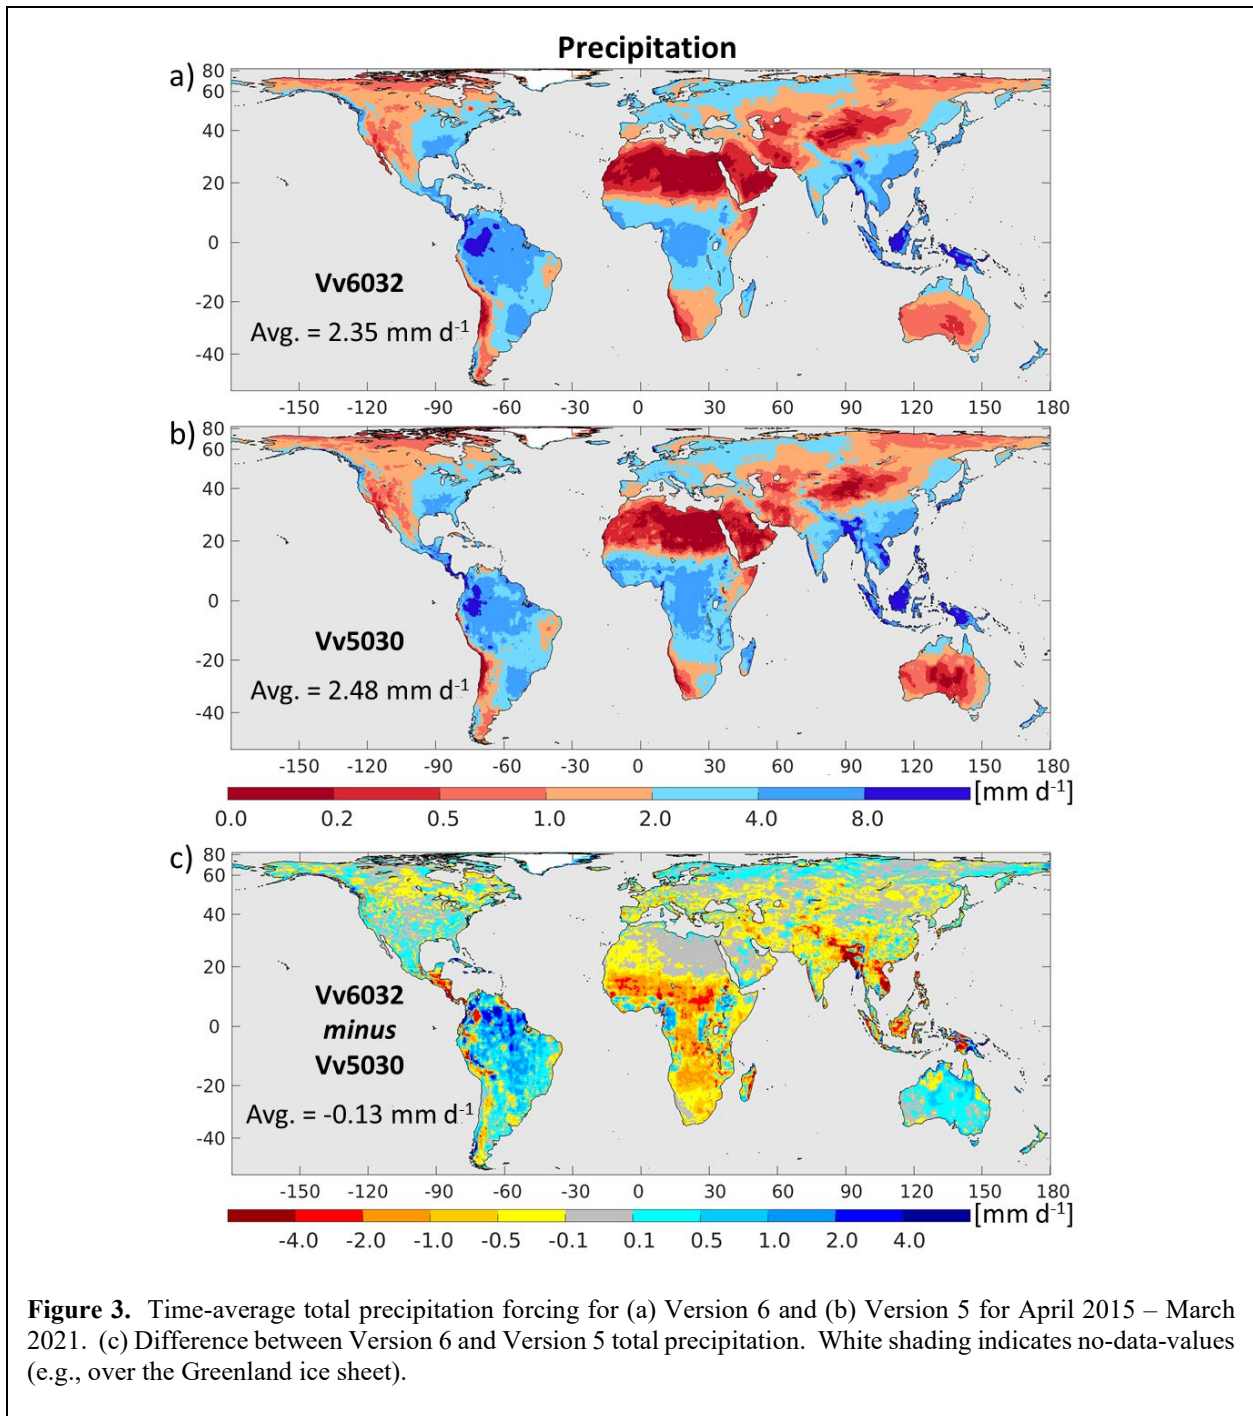 Precipitation
a)
80
60
40
20
0
-20
-40
Vv6032
Avg. = 2.35 mm d-1
-150 -120 -90 -60 -30 0 30 60 90 120 150 180
b)
80
60
40
20
0
-20
-40
Vv5030
Avg. = 2.48 mm d-1
-150 -120 -90 -60 -30 0 30 60 90 120 150 180
[mm d-1]
0.0 0.2 0.5 1.0 2.0 4.0 8.0
c)
80
60
40
20
0
-20
-40
Vv6032
minus
Vv5030
Avg. = -0.13 mm d-1
-150 -120 -90 -60 -30 0 30 60 90 120 150 180
[mm d-1]
-4.0 -2.0 -1.0 -0.5 -0.1 0.1 0.5 1.0 2.0 4.0
Figure 3. Time-average total precipitation forcing for (a) Version 6 and (b) Version 5 for April 2015 – March
2021. (c) Difference between Version 6 and Version 5 total precipitation. White shading indicates no-data-values
(e.g., over the Greenland ice sheet).